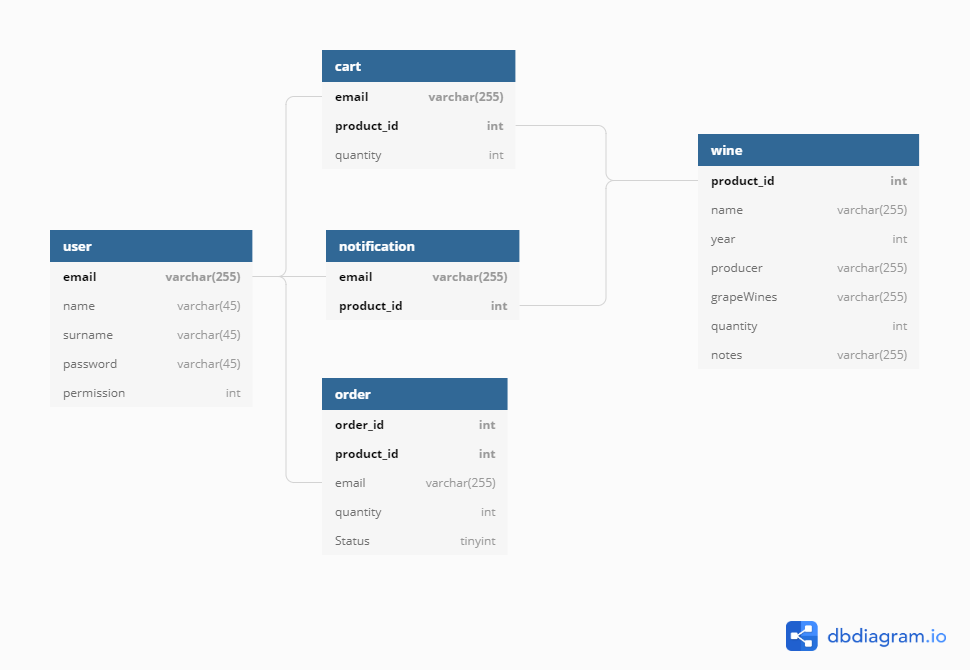 cart
email varchar(255)
product_id int
quantity int
wine
product_id int
name varchar(255)
year int
producer varchar(255)
grapeWines varchar(255)
quantity int
notes varchar(255)
user
email varchar(255)
name varchar(45)
surname varchar(45)
password varchar(45)
permission int
notification
email varchar(255)
product_id int
order
order_id int
product_id int
email varchar(255)
quantity int
Status tinyint
dbdiagram.io